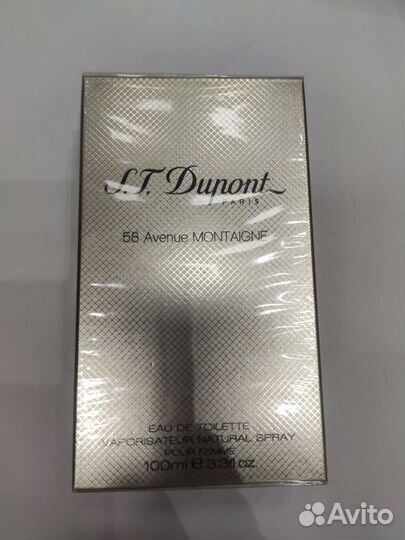 S.T. Dupont
PARIS
58 Avenue MONTAIGNE
EAU DE TOILETTE
VAPORISATEUR NATURAL SPRAY
POUR FEMME
100ml ℮ 3.3fl.oz.
Avito